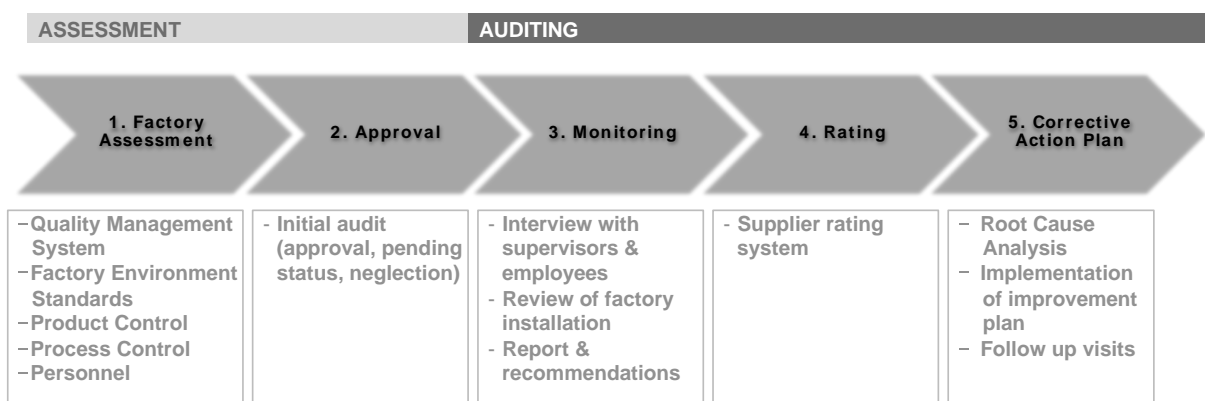 ASSESSMENT
AUDITING
1. Factory
Assessment
2. Approval
3. Monitoring
4. Rating
5. Corrective
Action Plan
–Quality Management
System
–Factory Environment
Standards
–Product Control
–Process Control
–Personnel
- Initial audit
(approval, pending
status, neglection)
- Interview with
supervisors &
employees
- Review of factory
installation
- Report &
recommendations
- Supplier rating
system
– Root Cause
Analysis
– Implementation
of improvement
plan
– Follow up visits